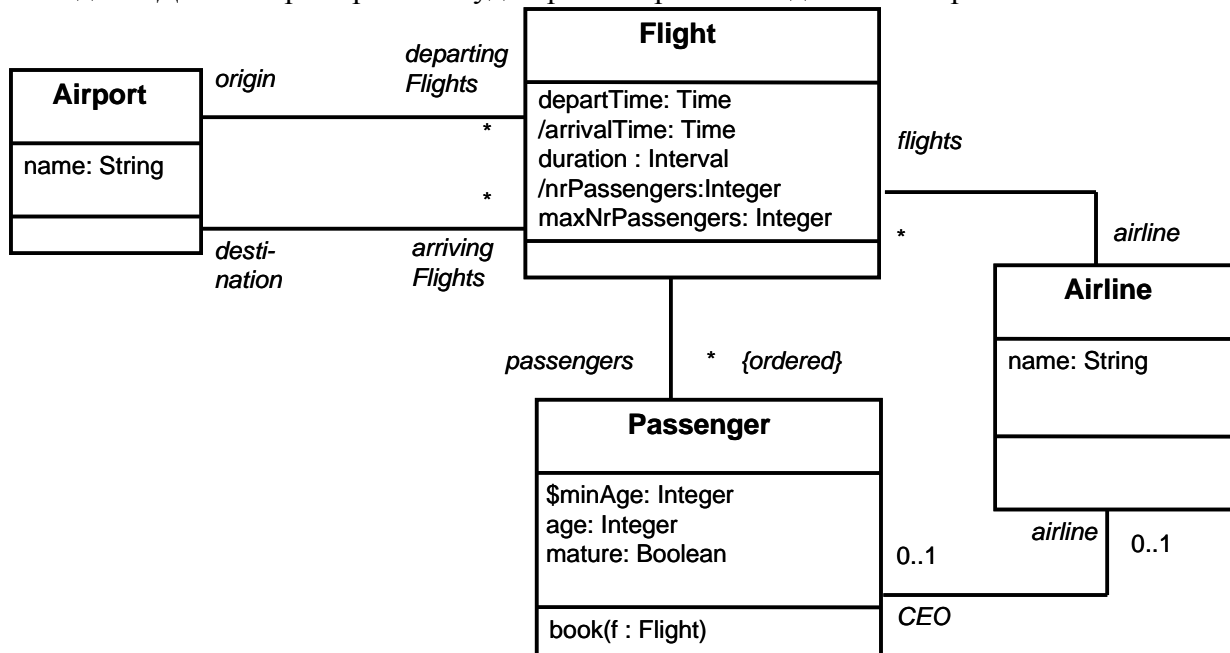 Flight
departing
Flights
origin
Airport
departTime: Time
/arrivalTime: Time
duration : Interval
/nrPassengers:Integer
maxNrPassengers: Integer
*
name: String
flights
*
*
desti-
nation
arriving
Flights
airline
Airline
passengers
*
{ordered}
name: String
Passenger
$minAge: Integer
age: Integer
mature: Boolean
airline
0..1
0..1
CEO
book(f : Flight)